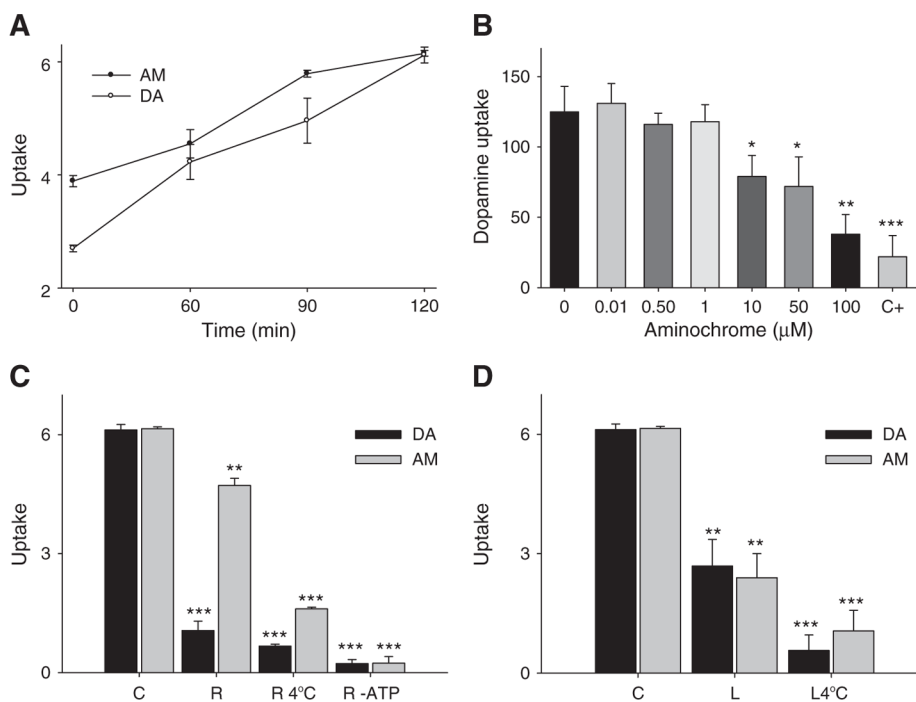 A
6
AM
DA
4
2
Uptake
0 60 90 120
Time (min)
B
150
100
50
0
Dopamine uptake
* * ** ***
0 0.01 0.50 1 10 50 100 C+
Aminochrome (μM)
C
6
3
0
Uptake
DA
AM
**
*** *** *** *** ***
C R R 4°C R -ATP
D
6
3
0
Uptake
DA
AM
** **
*** ***
C L L4°C